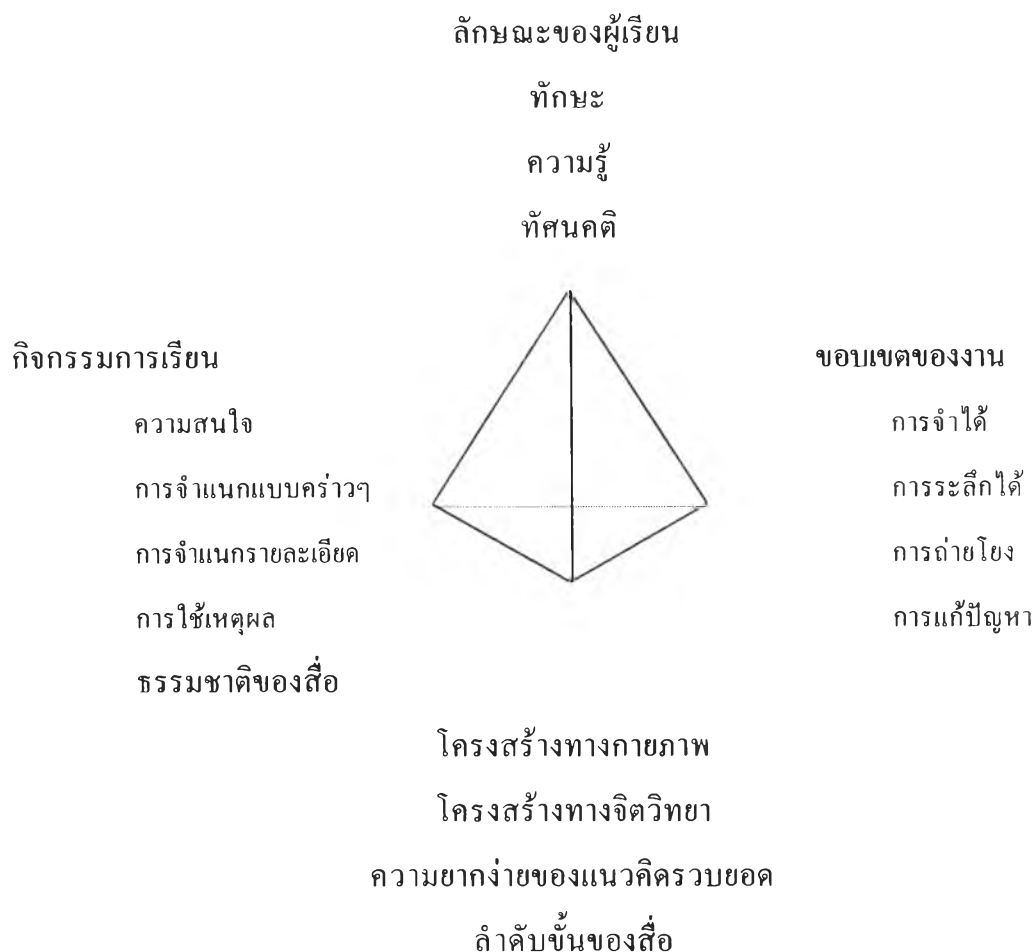 ลักษณะของผู้เรียน
ทักษะ
ความรู้
ทัศนคติ
กิจกรรมการเรียน
ความสนใจ
การจำแนกแบบคร่าวๆ
การจำแนกรายละเอียด
การใช้เหตุผล
ขอบเขตของงาน
การจำได้
การระลึกได้
การถ่ายโยง
การแก้ปัญหา
ธรรมชาติของสื่อ
โครงสร้างทางกายภาพ
โครงสร้างทางจิตวิทยา
ความยากง่ายของแนวคิดรวบยอด
ลำดับขั้นของสื่อ